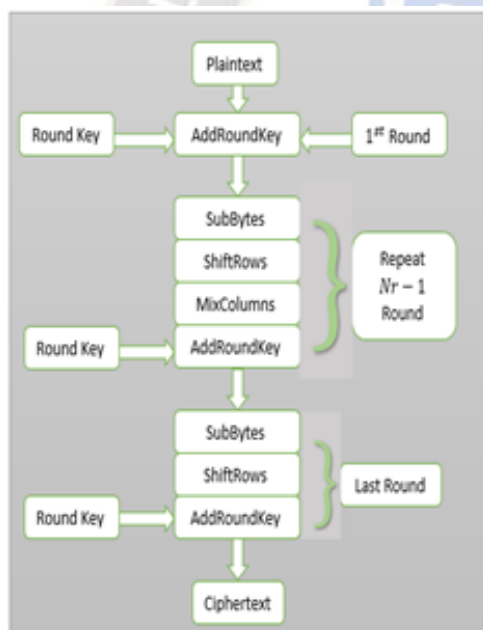 Plaintext
Round Key
AddRoundKey
1st Round
SubBytes
ShiftRows
MixColumns
Round Key
AddRoundKey
Repeat
Nr − 1
Round
SubBytes
ShiftRows
Round Key
AddRoundKey
Last Round
Ciphertext